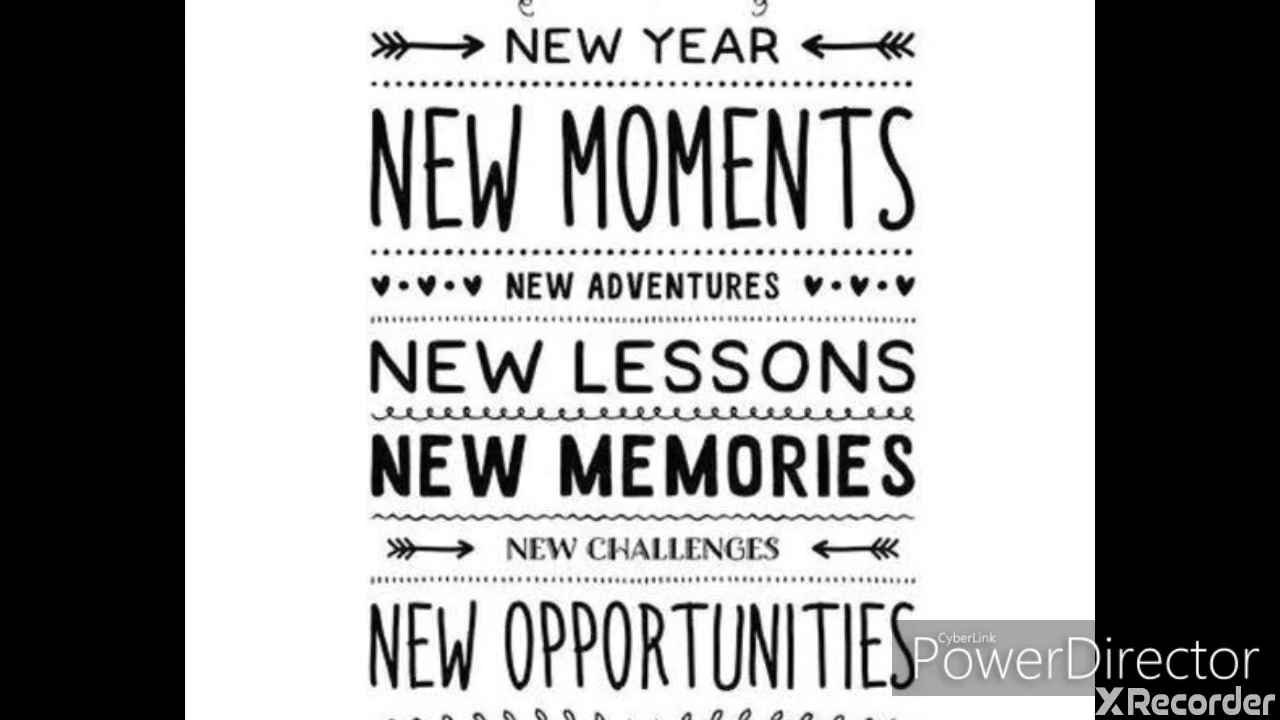 NEW YEAR
NEW MOMENTS
NEW ADVENTURES
NEW LESSONS
NEW MEMORIES
NEW CHALLENGES
NEW OPPORTUNITIES
CyberLink
PowerDirector
XRecorder